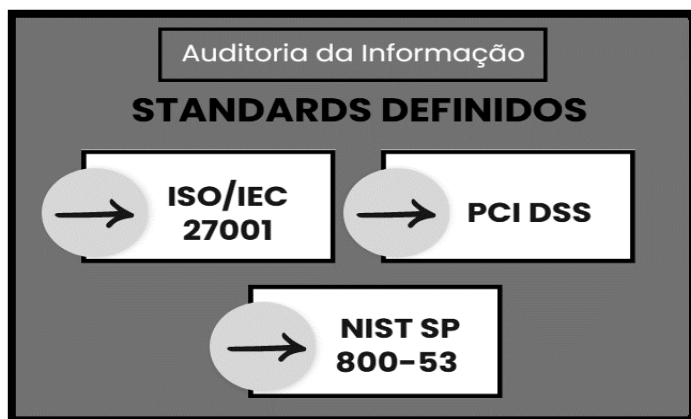 Auditoria da Informação
STANDARDS DEFINIDOS
ISO/IEC
27001
PCI DSS
NIST SP
800-53